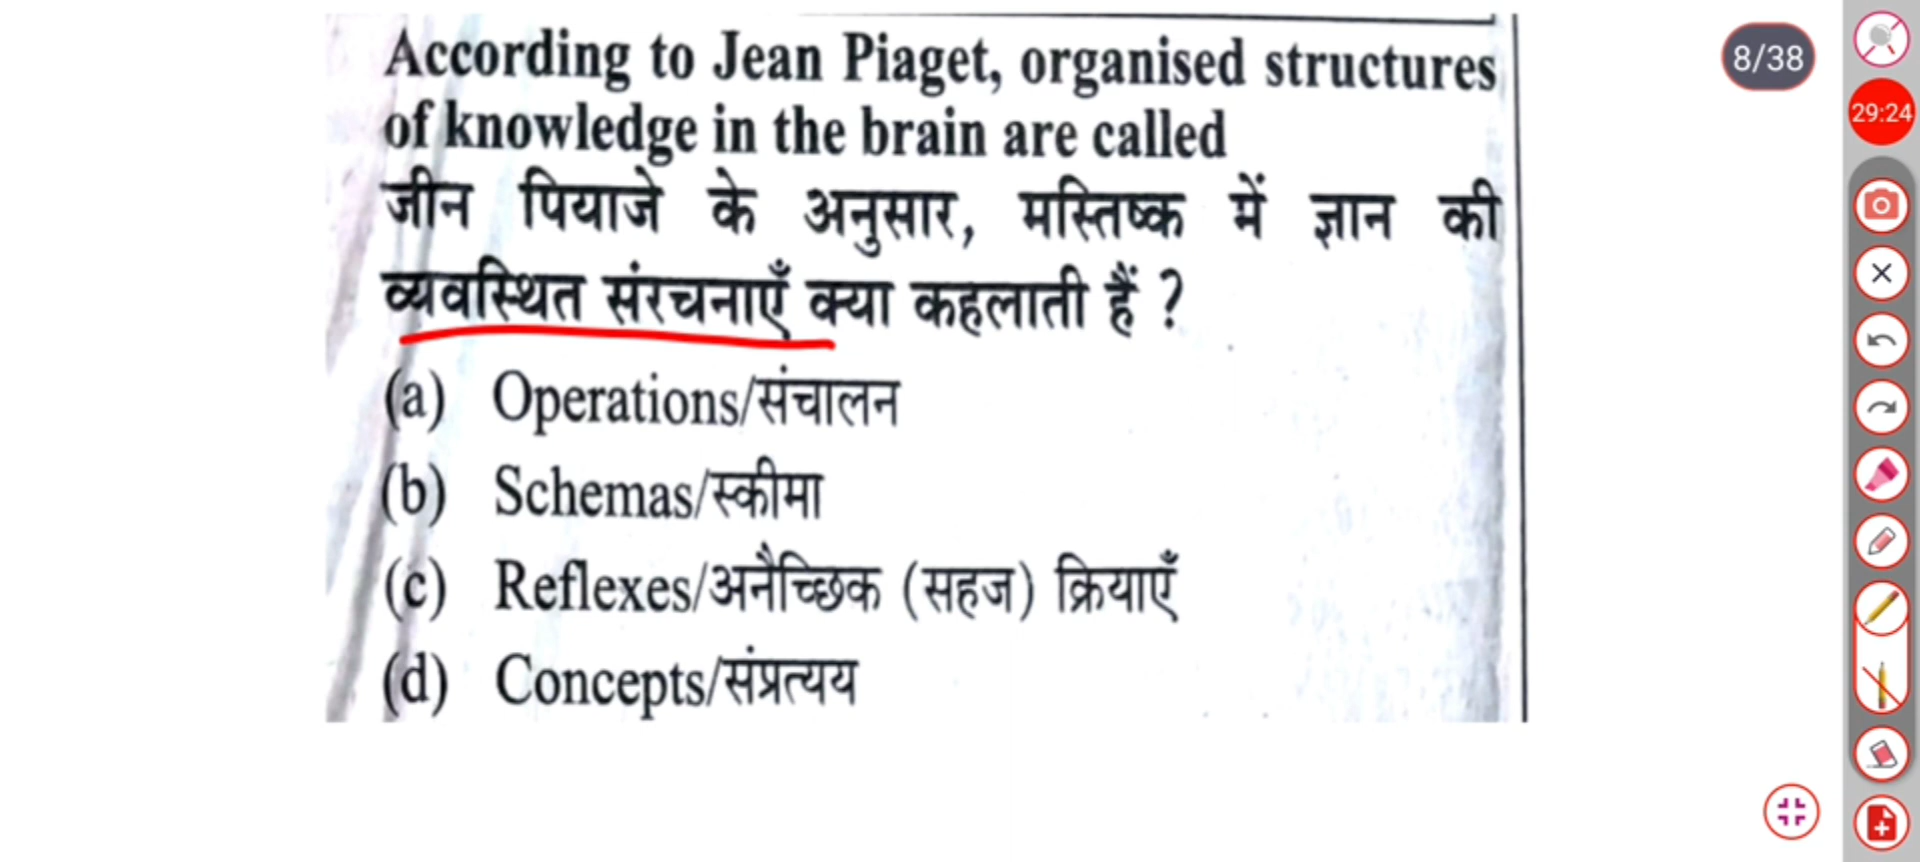 According to Jean Piaget, organised structures
of knowledge in the brain are called
जीन पियाजे के अनुसार, मस्तिष्क में ज्ञान की
व्यवस्थित संरचनाएँ क्या कहलाती हैं ?
(a) Operations/संचालन
(b) Schemas/स्कीमा
(c) Reflexes/अनैच्छिक (सहज) क्रियाएँ
(d) Concepts/संप्रत्यय
8/38
29:24